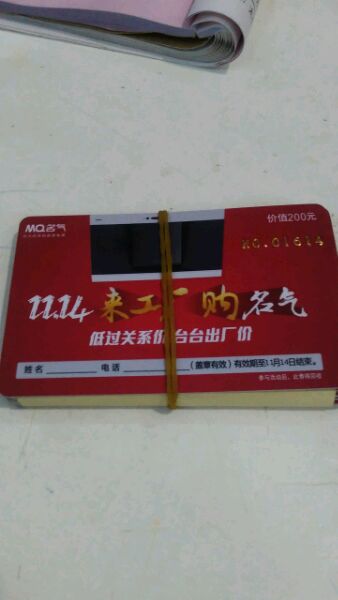 MQ名气
价值200元
NO.01614
11.14 来工厂购名气
低过关系价 台台出厂价
姓名 电话 (盖章有效)有效期至11月14日结束。